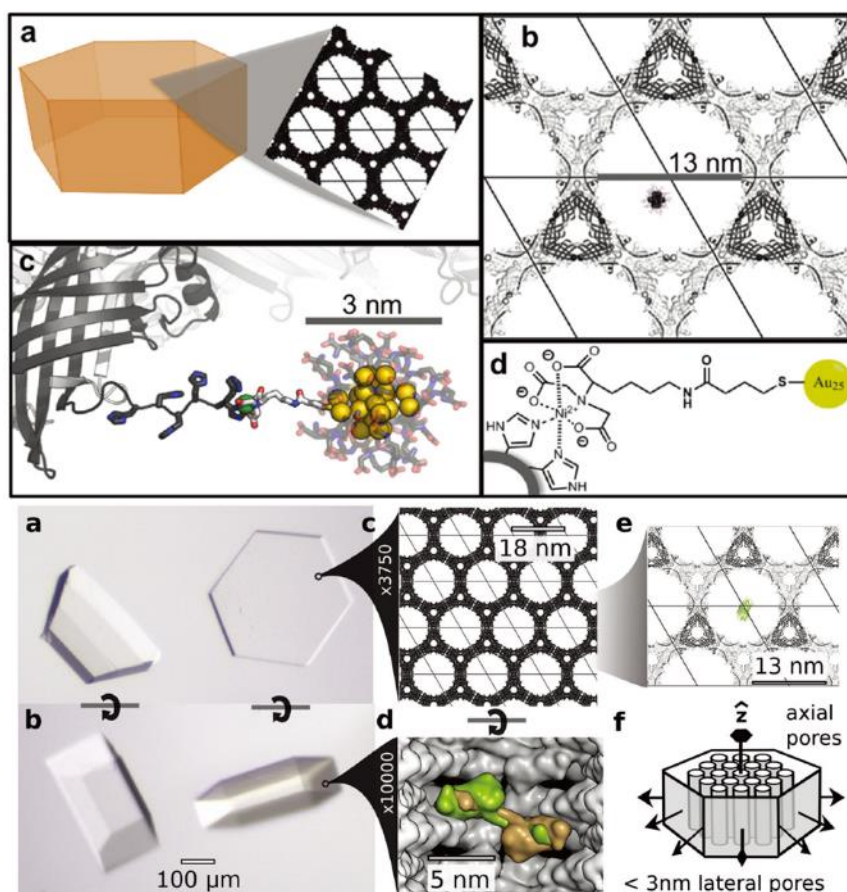 a
b
13 nm
c
3 nm
d
⊖
O
O
O
⊖
O
N
Ni²⁺
O
O
⊖
N
H
O
S
Au₂₅
HN
N
N
NH
a
c
x3750
18 nm
e
13 nm
b
100 µm
d
x10000
5 nm
f
ẑ
axial
pores
< 3nm lateral pores